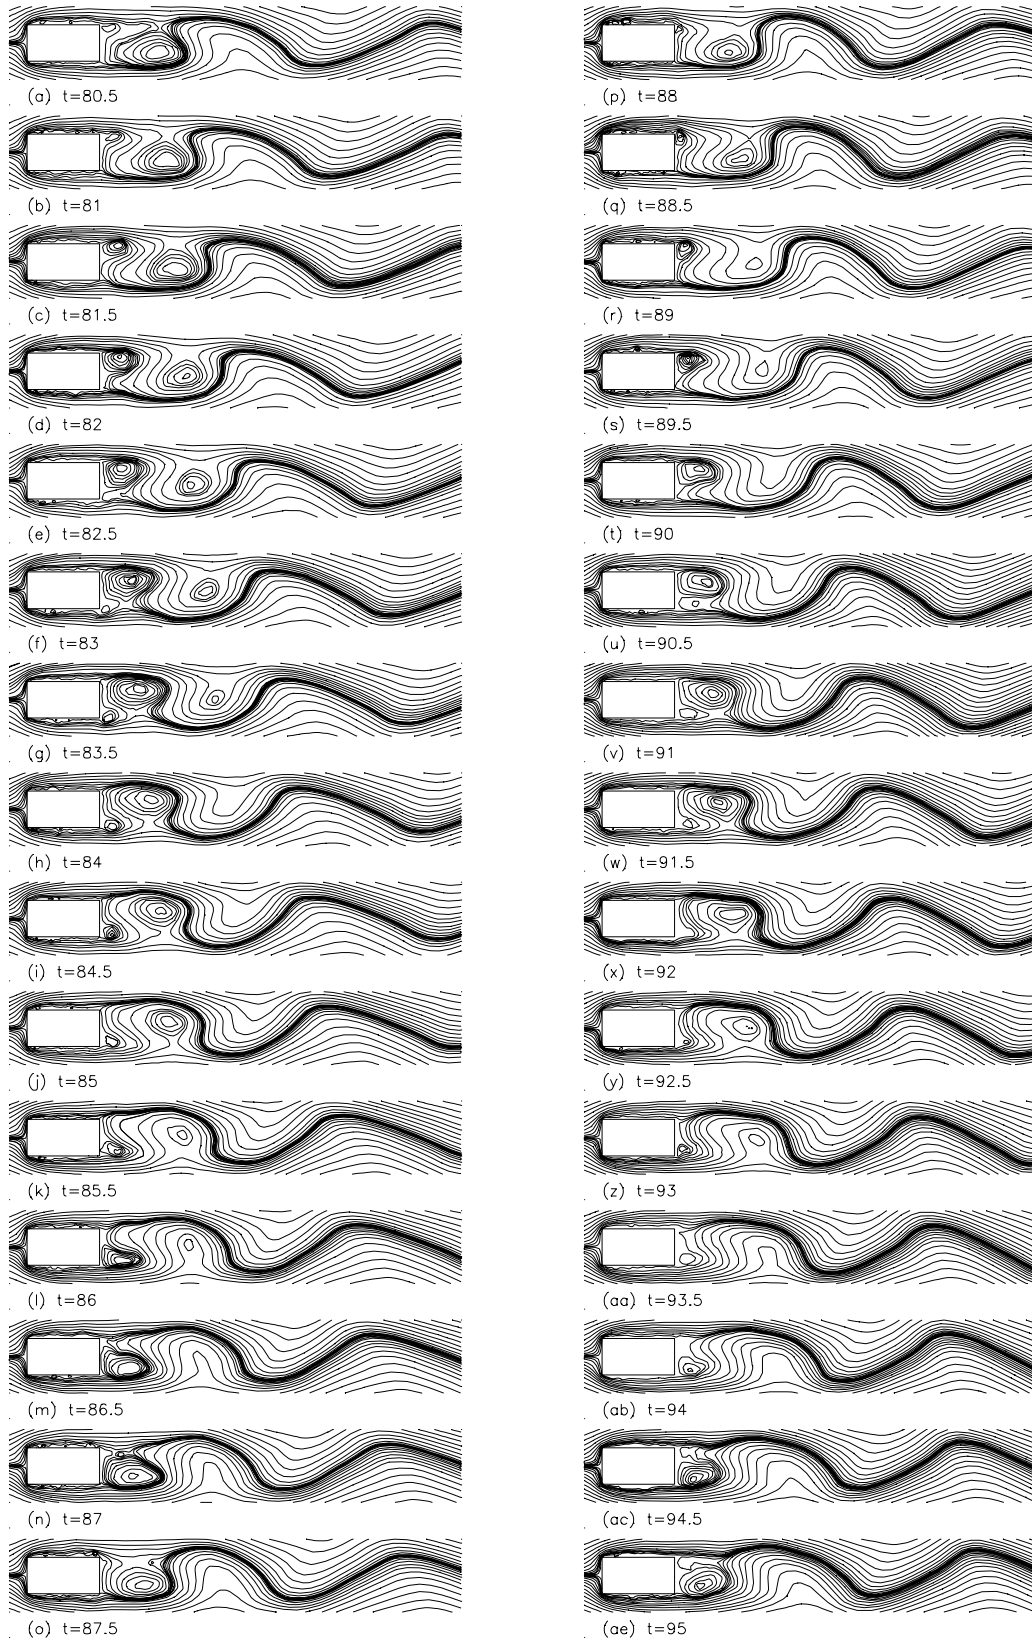 (a) t=80.5
(b) t=81
(c) t=81.5
(d) t=82
(e) t=82.5
(f) t=83
(g) t=83.5
(h) t=84
(i) t=84.5
(j) t=85
(k) t=85.5
(l) t=86
(m) t=86.5
(n) t=87
(o) t=87.5
(p) t=88
(q) t=88.5
(r) t=89
(s) t=89.5
(t) t=90
(u) t=90.5
(v) t=91
(w) t=91.5
(x) t=92
(y) t=92.5
(z) t=93
(aa) t=93.5
(ab) t=94
(ac) t=94.5
(ae) t=95